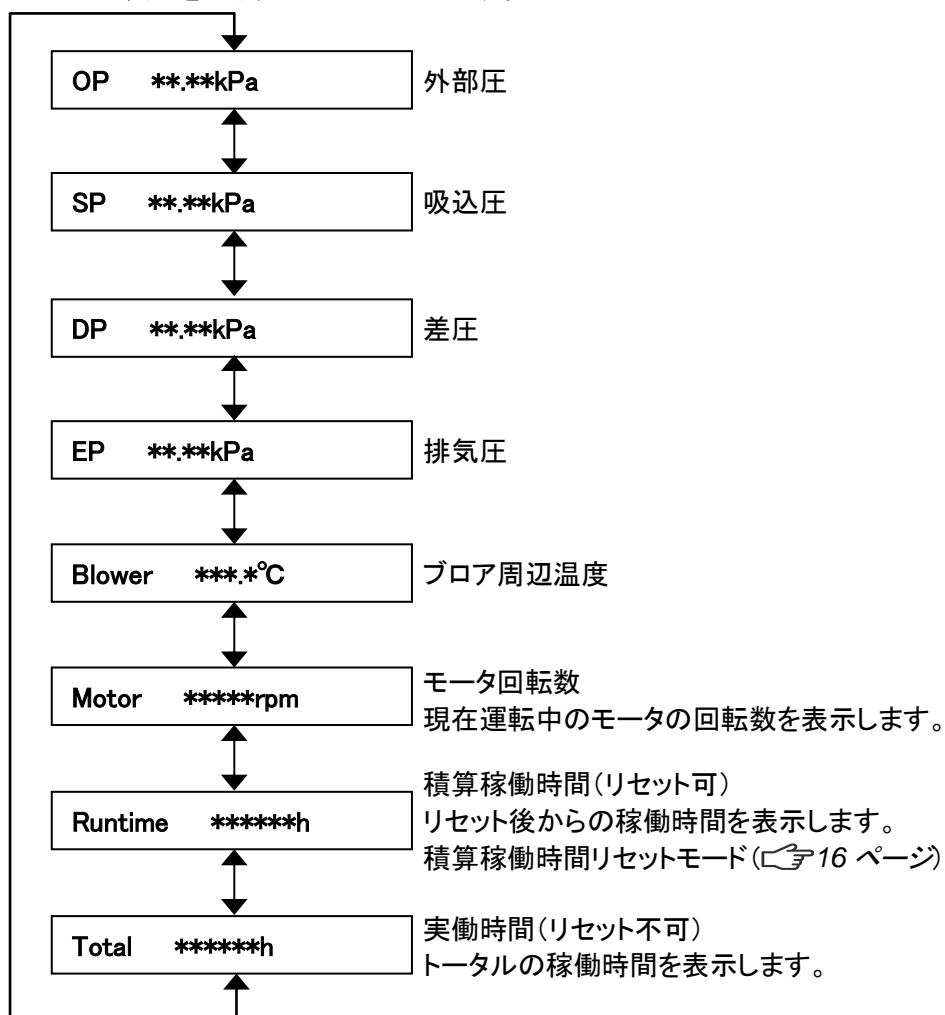 OP **.**kPa 外部圧
SP **.**kPa 吸込圧
DP **.**kPa 差圧
EP **.**kPa 排気圧
Blower ***.*℃ ブロア周辺温度
Motor *****rpm モータ回転数
現在運転中のモータの回転数を表示します。
積算稼働時間(リセット可)
Runtime ******h リセット後からの稼働時間を表示します。
積算稼働時間リセットモード(☞16 ページ)
Total ******h 実働時間(リセット不可)
トータルの稼働時間を表示します。